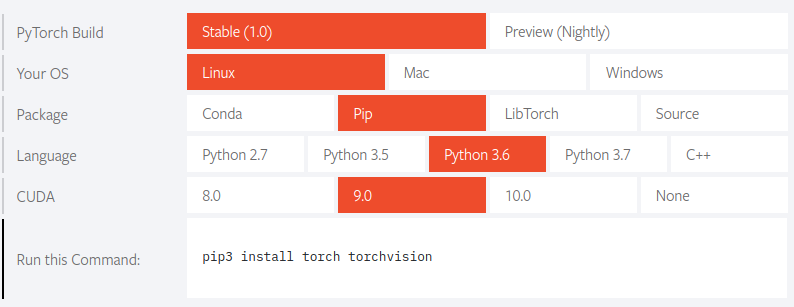 PyTorch Build Stable (1.0) Preview (Nightly)
Your OS Linux Mac Windows
Package Conda Pip LibTorch Source
Language Python 2.7 Python 3.5 Python 3.6 Python 3.7 C++
CUDA 8.0 9.0 10.0 None
Run this Command: pip3 install torch torchvision